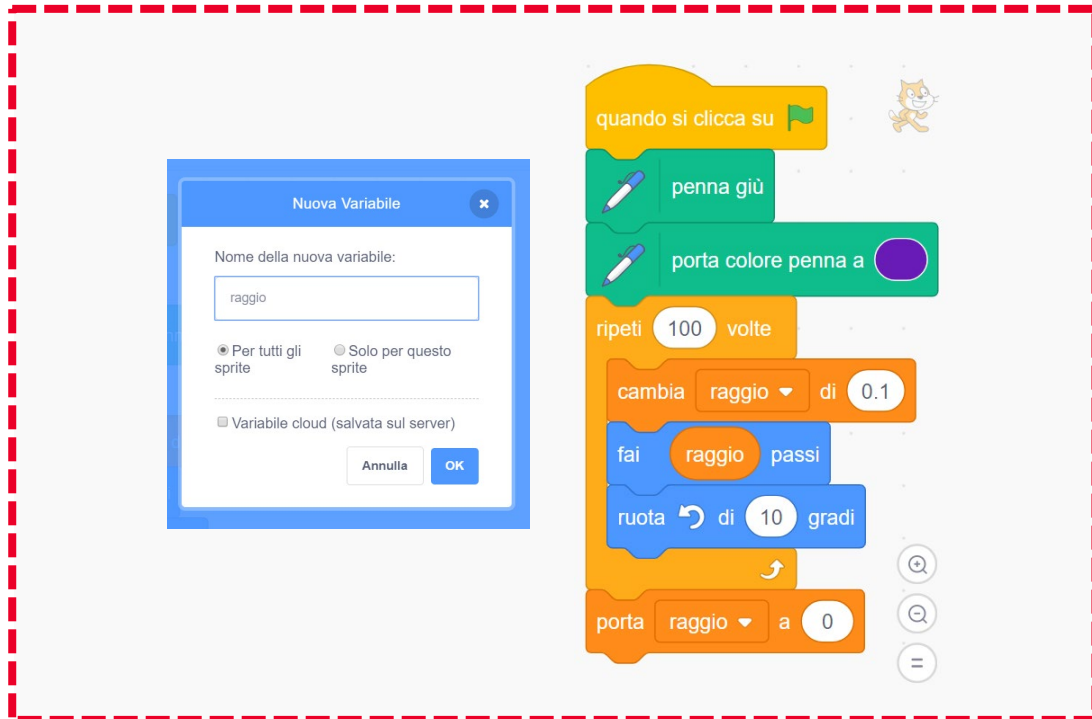 Nuova Variabile
Nome della nuova variabile:
raggio
Per tutti gli sprite
Solo per questo sprite
Variabile cloud (salvata sul server)
Annulla
OK
quando si clicca su
penna giù
porta colore penna a
ripeti 100 volte
cambia raggio di 0.1
fai raggio passi
ruota di 10 gradi
porta raggio a 0